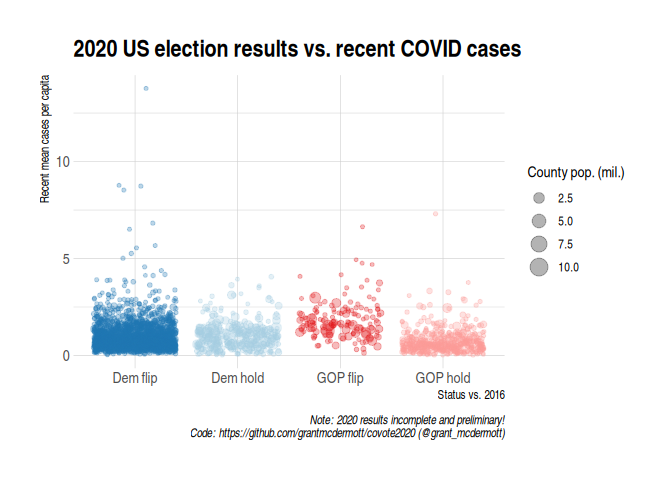 2020 US election results vs. recent COVID cases
Recent mean cases per capita
10
5
0
Dem flip
Dem hold
GOP flip
GOP hold
Status vs. 2016
County pop. (mil.)
2.5
5.0
7.5
10.0
Note: 2020 results incomplete and preliminary!
Code: https://github.com/grantmcdermott/covote2020 (@grant_mcdermott)